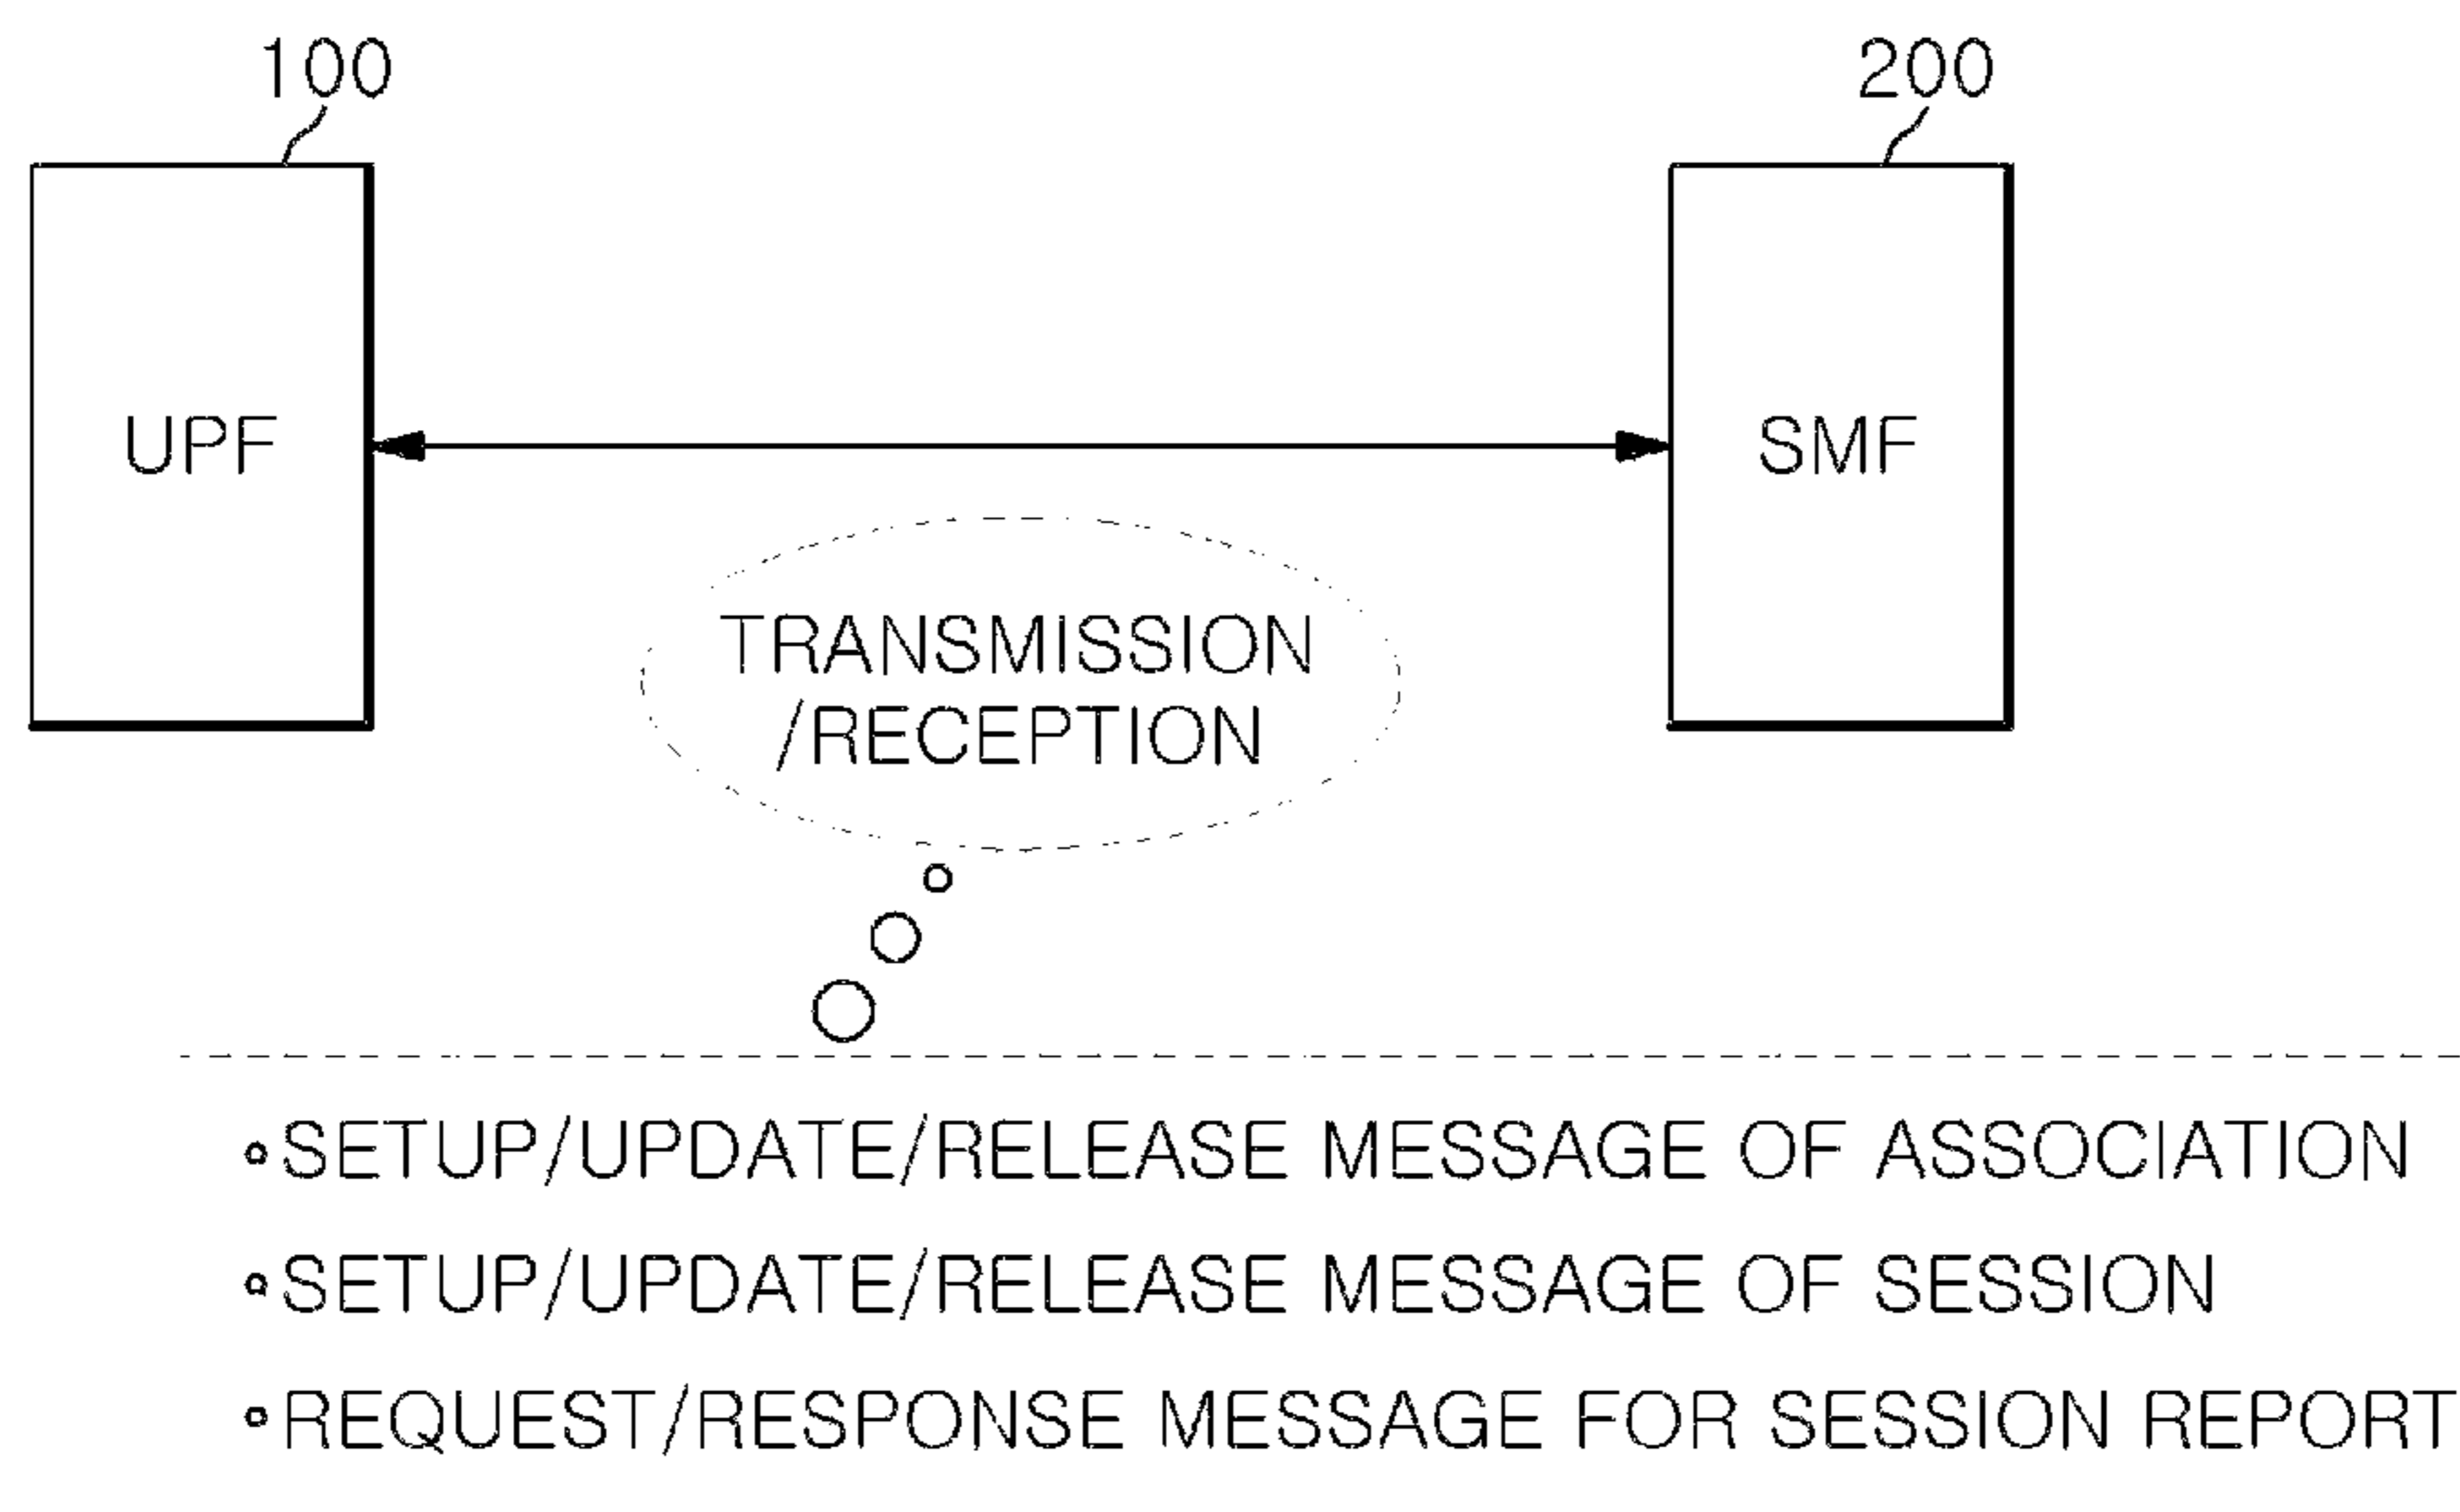 100
200
UPF
SMF
TRANSMISSION
/RECEPTION
∘SETUP/UPDATE/RELEASE MESSAGE OF ASSOCIATION
∘SETUP/UPDATE/RELEASE MESSAGE OF SESSION
∘REQUEST/RESPONSE MESSAGE FOR SESSION REPORT